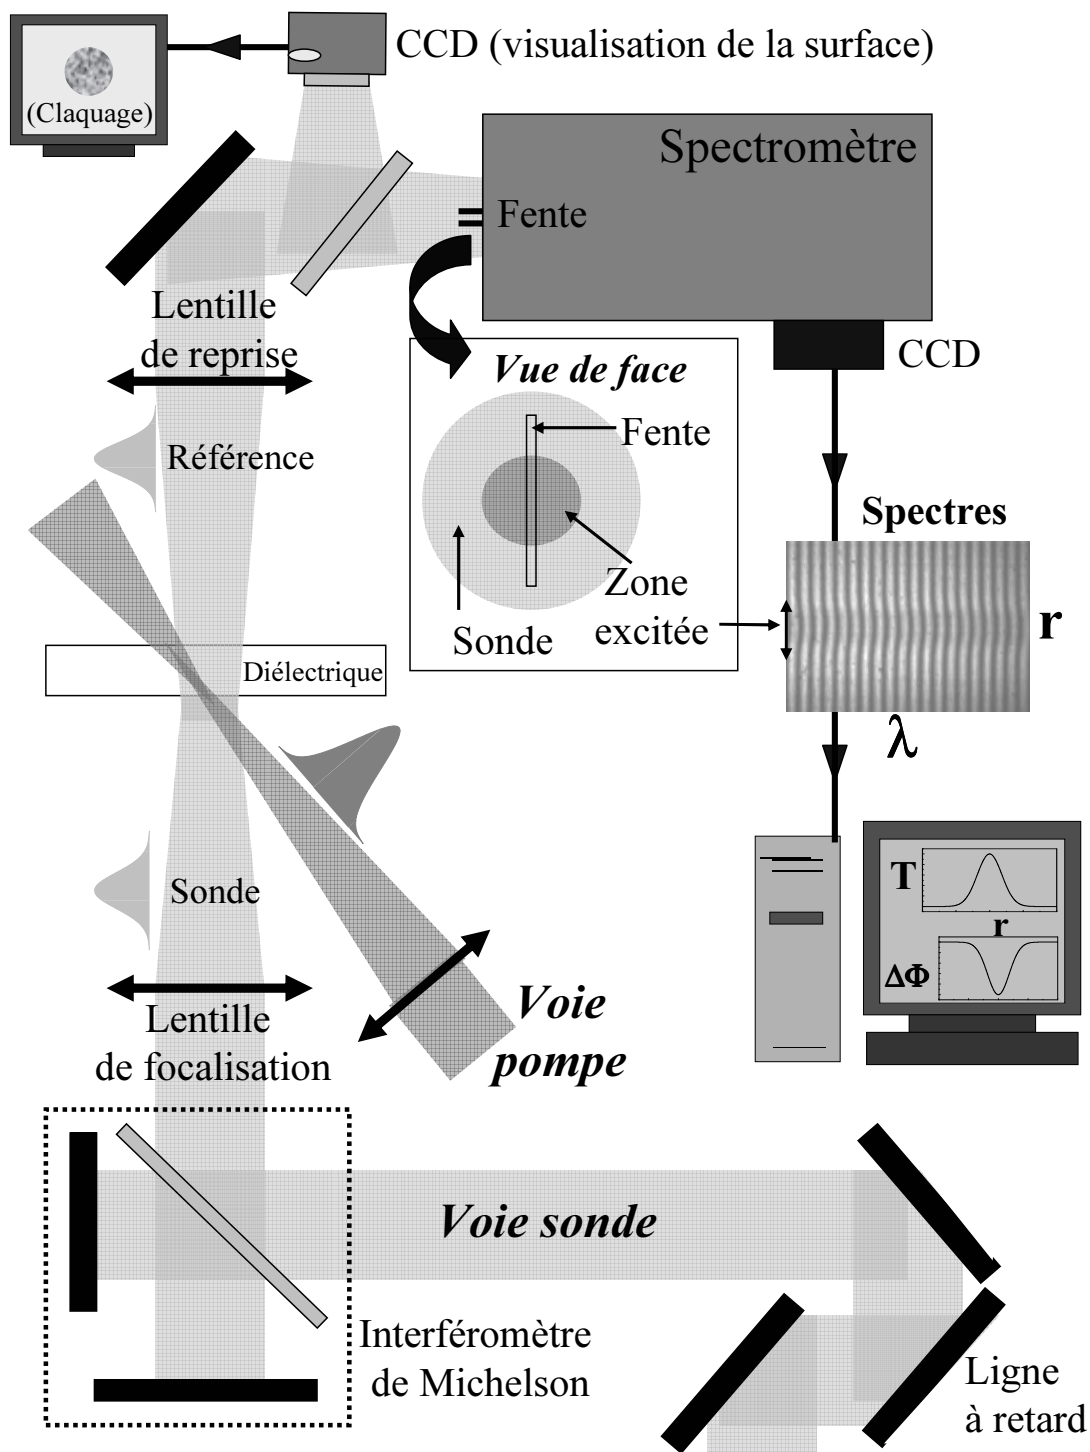 CCD (visualisation de la surface)
(Claquage)
Spectromètre
Fente
Lentille
de reprise
CCD
Vue de face
Fente
Référence
Spectres
Zone
excitée
Sonde
r
Diélectrique
λ
Sonde
T
r
ΔΦ
Lentille
de focalisation
Voie
pompe
Voie sonde
Interféromètre
de Michelson
Ligne
à retard